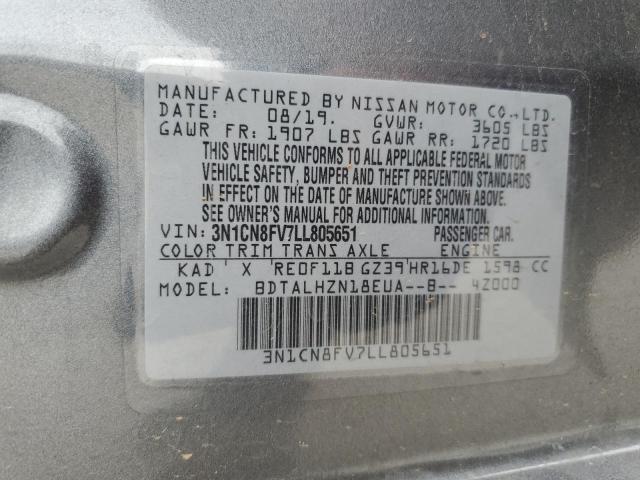 MANUFACTURED BY NISSAN MOTOR CO.,LTD.
DATE: 08/19. GVWR: 3605 LBS
GAWR FR: 1907 LBS GAWR RR: 1720 LBS
THIS VEHICLE CONFORMS TO ALL APPLICABLE FEDERAL MOTOR
VEHICLE SAFETY, BUMPER AND THEFT PREVENTION STANDARDS
IN EFFECT ON THE DATE OF MANUFACTURE SHOWN ABOVE.
SEE OWNER'S MANUAL FOR ADDITIONAL INFORMATION.
VIN: 3N1CN8FV7LL805651 PASSENGER CAR.
COLOR TRIM TRANS AXLE ENGINE
KAD ' X ' RE0F11B GZ39'HR16DE 1598 CC
MODEL: BDTALHZN18EUA--B-- 4Z000
3N1CN8FV7LL805651